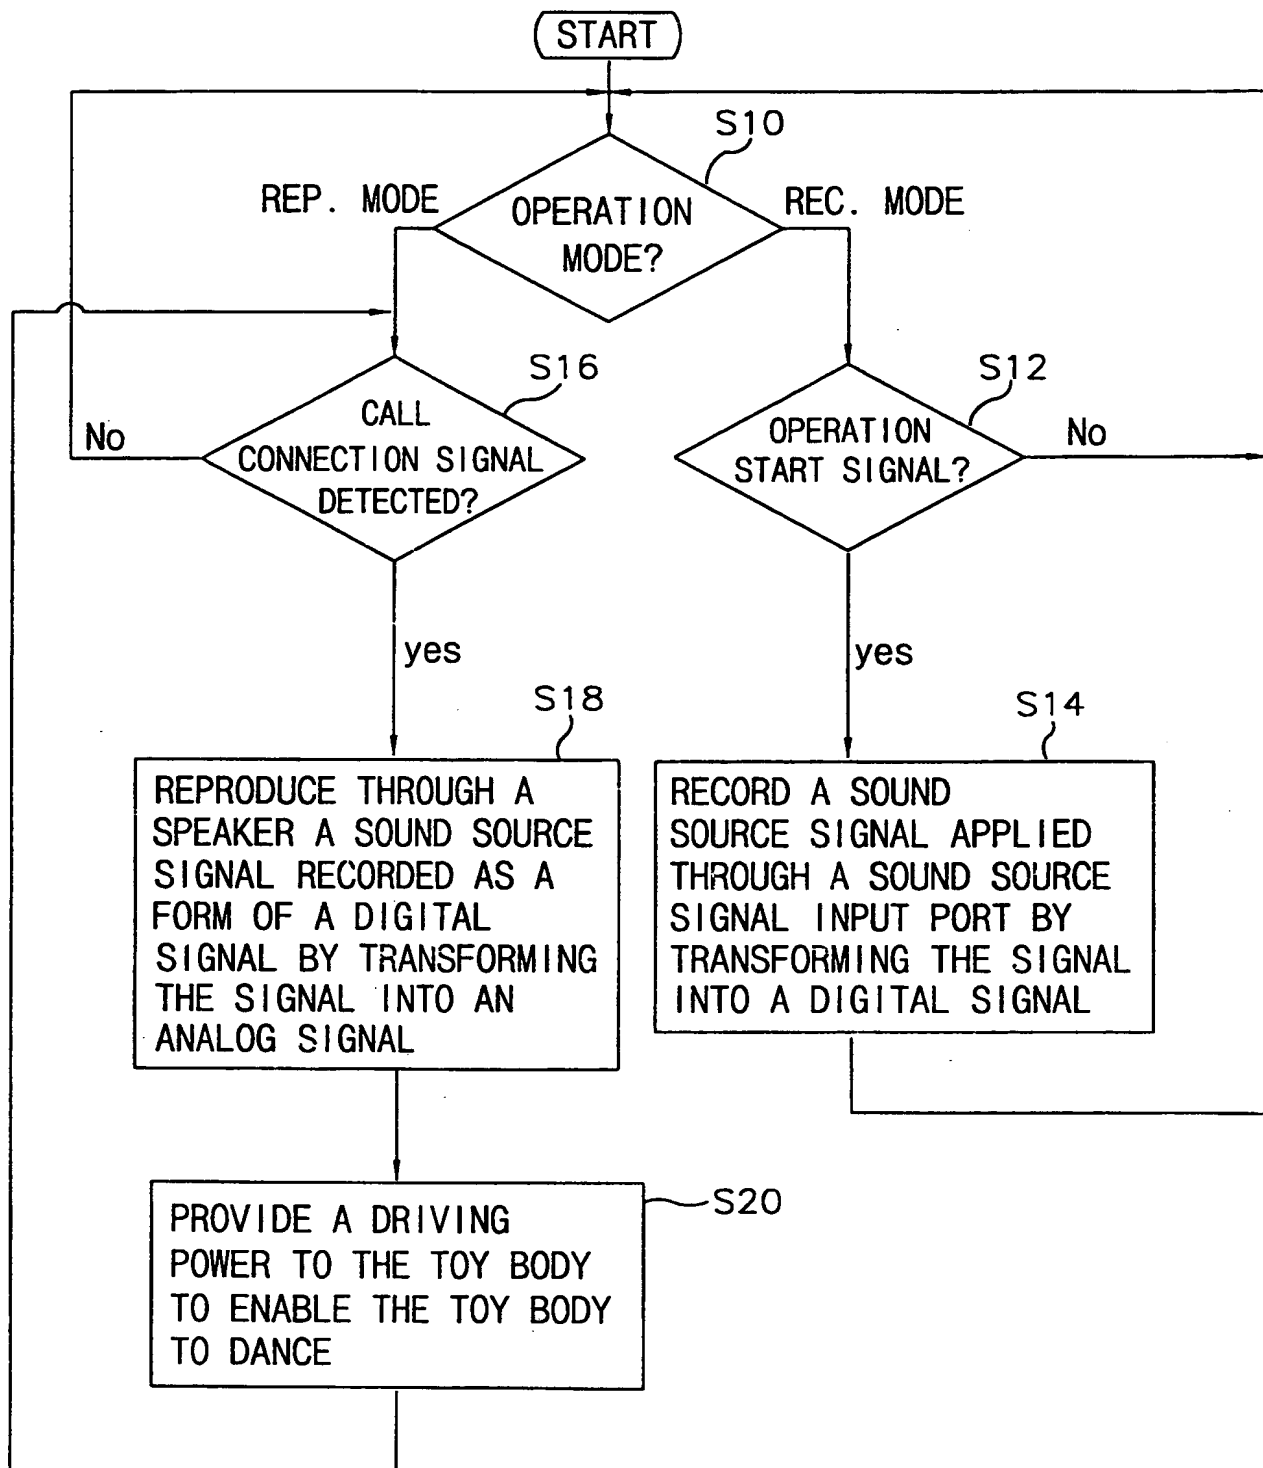 START
S10
REP. MODE
OPERATION
MODE?
REC. MODE
S16
CALL
CONNECTION SIGNAL
DETECTED?
No
S12
OPERATION
START SIGNAL?
No
yes
yes
S18
REPRODUCE THROUGH A
SPEAKER A SOUND SOURCE
SIGNAL RECORDED AS A
FORM OF A DIGITAL
SIGNAL BY TRANSFORMING
THE SIGNAL INTO AN
ANALOG SIGNAL
S14
RECORD A SOUND
SOURCE SIGNAL APPLIED
THROUGH A SOUND SOURCE
SIGNAL INPUT PORT BY
TRANSFORMING THE SIGNAL
INTO A DIGITAL SIGNAL
S20
PROVIDE A DRIVING
POWER TO THE TOY BODY
TO ENABLE THE TOY BODY
TO DANCE